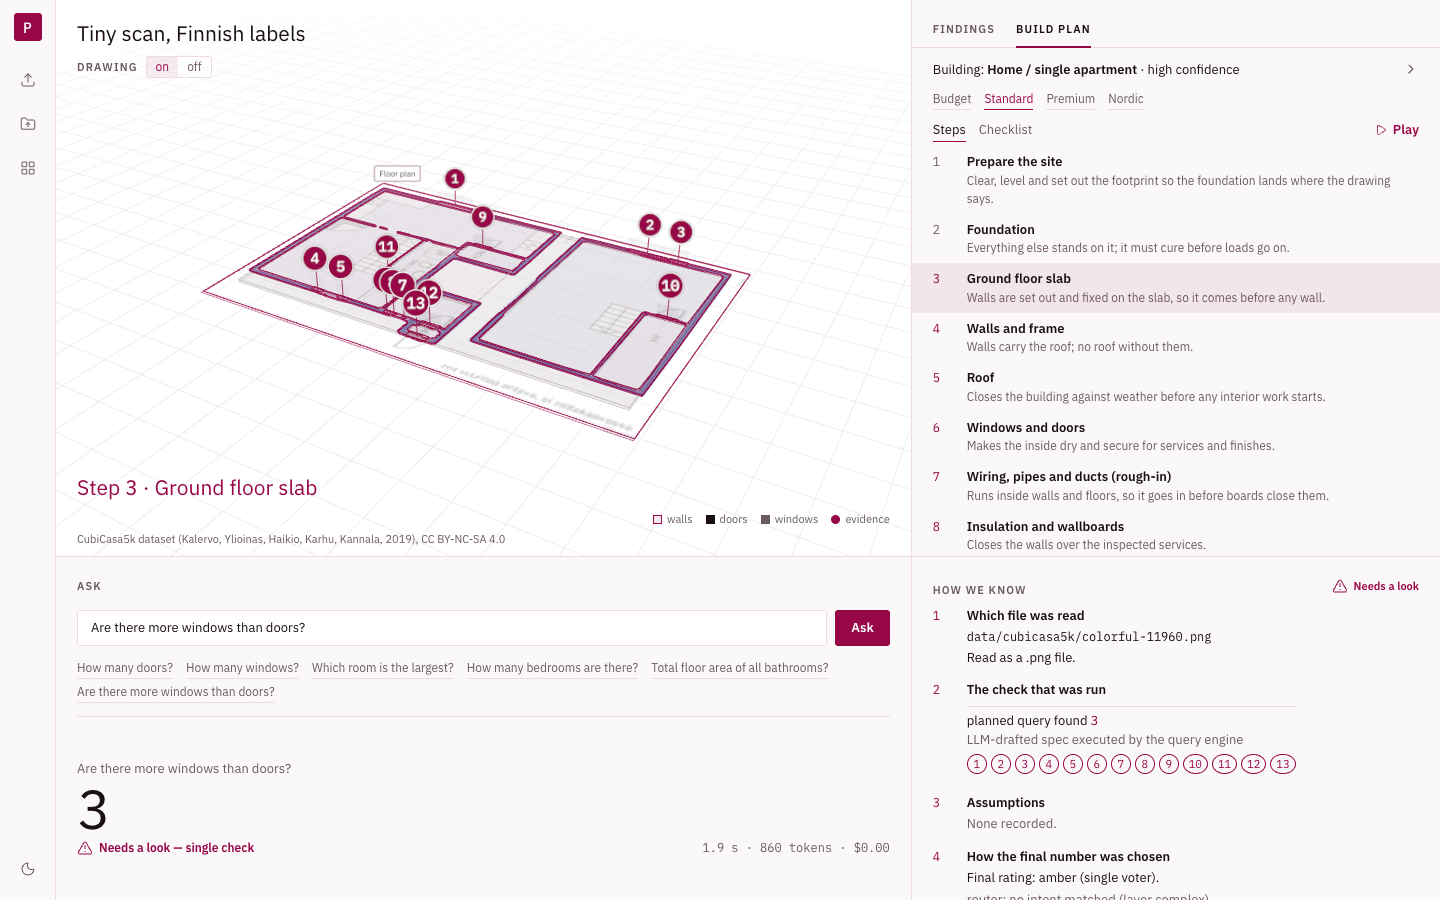 P
Tiny scan, Finnish labels
DRAWING on off
Floor plan
1
9
2
3
11
4
5
7
12
13
10
Step 3 · Ground floor slab
walls doors windows evidence
CubiCasa5k dataset (Kalervo, Ylioinas, Haikio, Karhu, Kannala, 2019), CC BY-NC-SA 4.0
ASK
Are there more windows than doors?
Ask
How many doors? How many windows? Which room is the largest? How many bedrooms are there? Total floor area of all bathrooms?
Are there more windows than doors?
Are there more windows than doors?
3
Needs a look — single check
1.9 s · 860 tokens · $0.00
FINDINGS BUILD PLAN
Building: Home / single apartment · high confidence
Budget Standard Premium Nordic
Steps Checklist
Play
1 Prepare the site
Clear, level and set out the footprint so the foundation lands where the drawing
says.
2 Foundation
Everything else stands on it; it must cure before loads go on.
3 Ground floor slab
Walls are set out and fixed on the slab, so it comes before any wall.
4 Walls and frame
Walls carry the roof; no roof without them.
5 Roof
Closes the building against weather before any interior work starts.
6 Windows and doors
Makes the inside dry and secure for services and finishes.
7 Wiring, pipes and ducts (rough-in)
Runs inside walls and floors, so it goes in before boards close them.
8 Insulation and wallboards
Closes the walls over the inspected services.
HOW WE KNOW
Needs a look
1 Which file was read
data/cubicasa5k/colorful-11960.png
Read as a .png file.
2 The check that was run
planned query found 3
LLM-drafted spec executed by the query engine
1 2 3 4 5 6 7 8 9 10 11 12 13
3 Assumptions
None recorded.
4 How the final number was chosen
Final rating: amber (single voter).
router: no intent matched (layer complex)